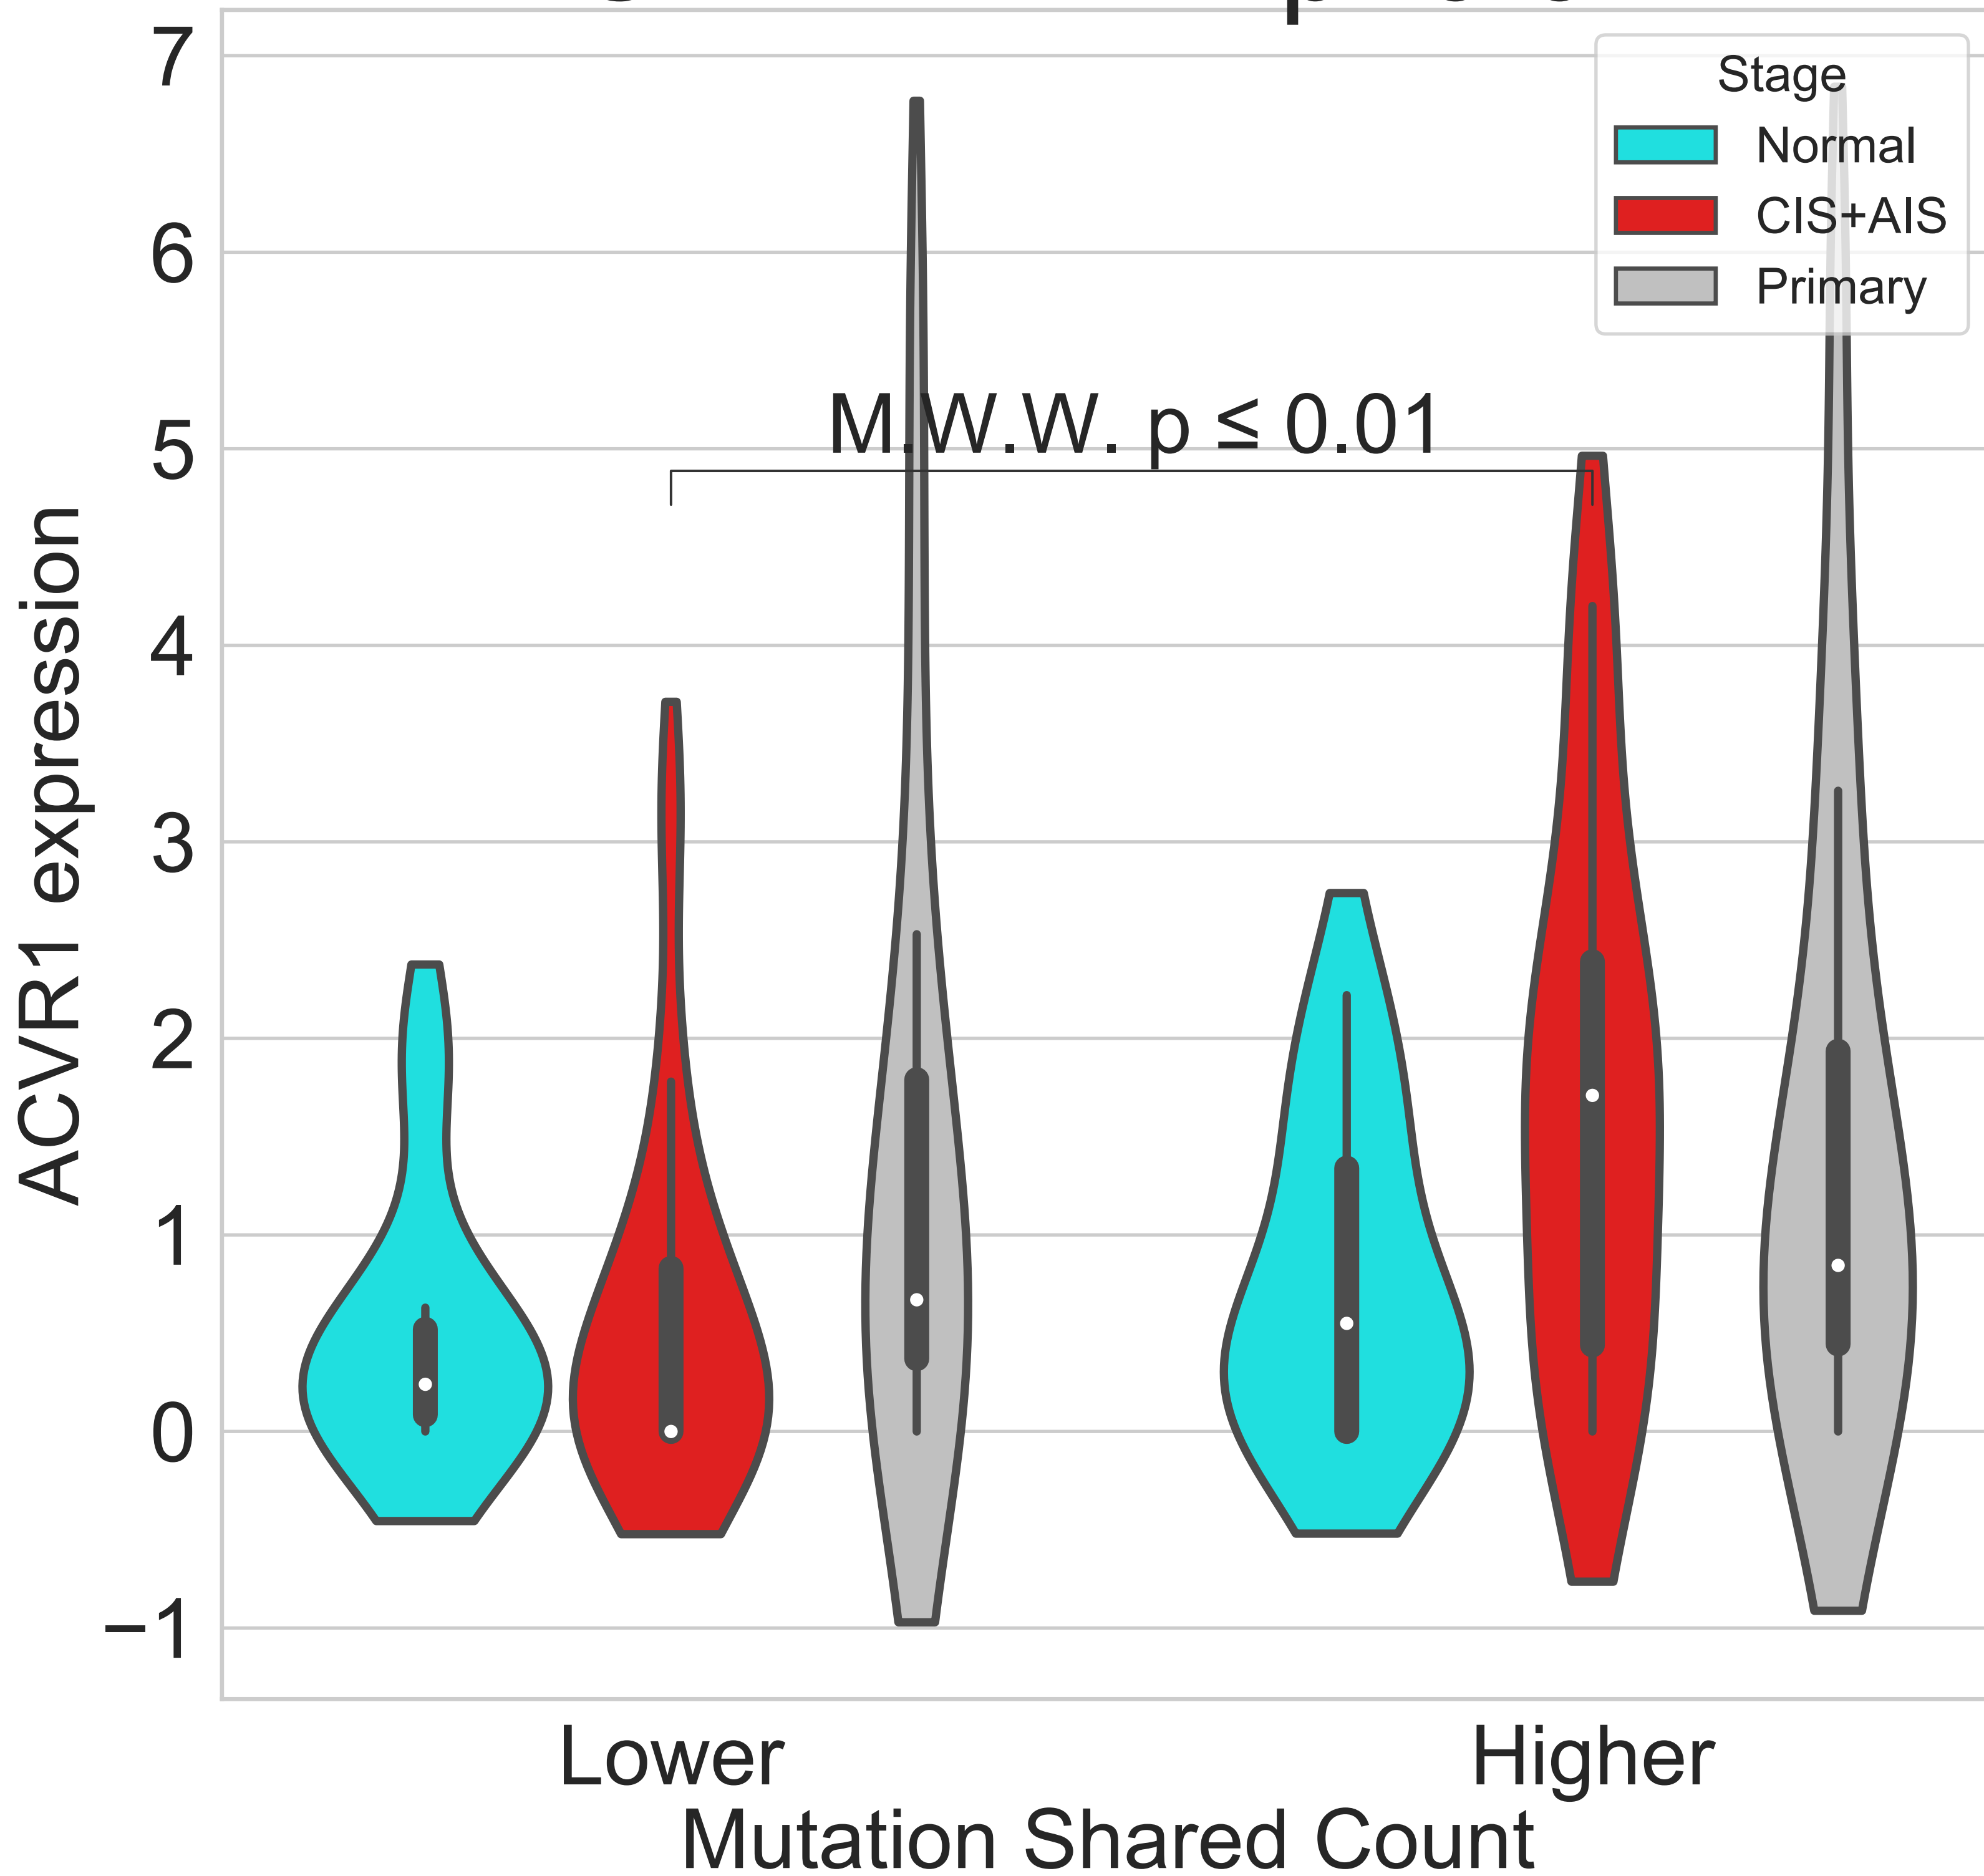 7
6
5
4
3
2
1
0
−1
ACVR1 expression
Stage
Normal
CIS+AIS
Primary
M.W.W. p ≤ 0.01
Lower
Higher
Mutation Shared Count